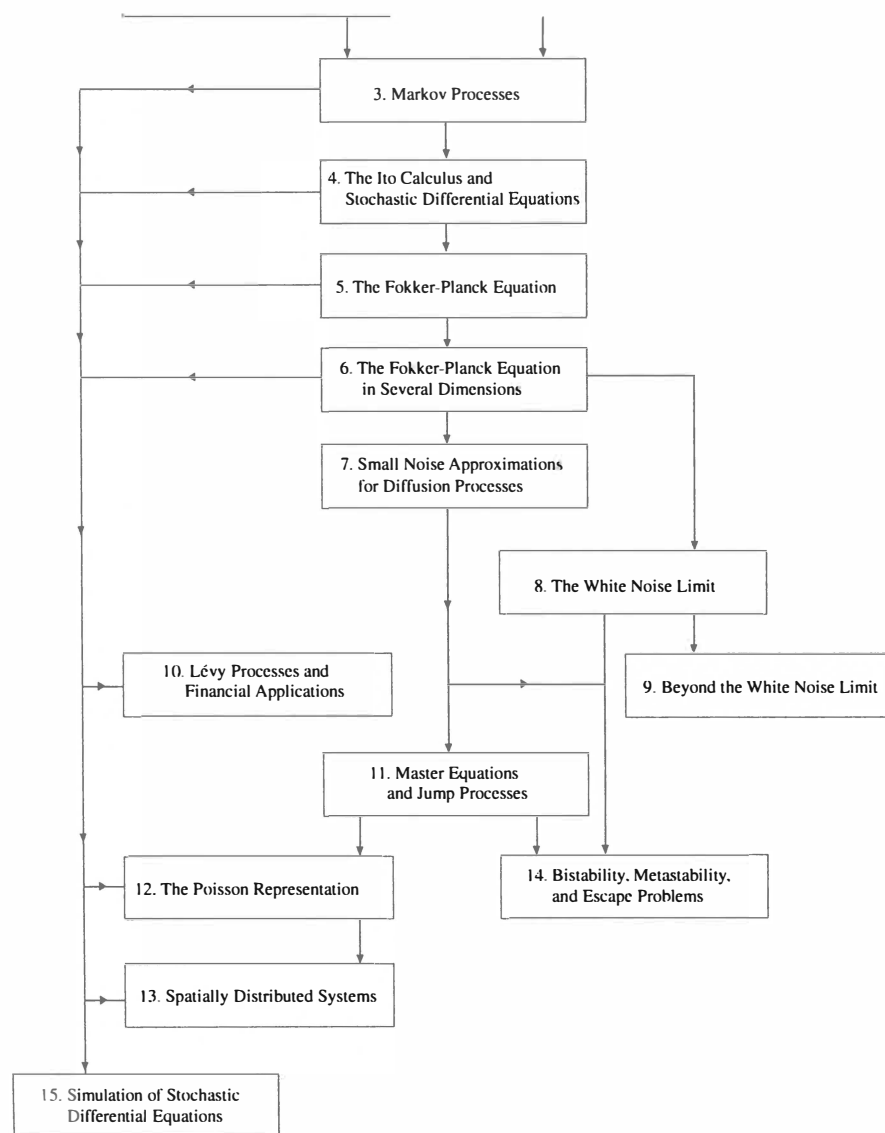 3. Markov Processes
4. The Ito Calculus and
Stochastic Differential Equations
5. The Fokker-Planck Equation
6. The Fokker-Planck Equation
in Several Dimensions
7. Small Noise Approximations
for Diffusion Processes
8. The White Noise Limit
10. Lévy Processes and
Financial Applications
9. Beyond the White Noise Limit
11. Master Equations
and Jump Processes
12. The Poisson Representation
14. Bistability, Metastability,
and Escape Problems
13. Spatially Distributed Systems
15. Simulation of Stochastic
Differential Equations